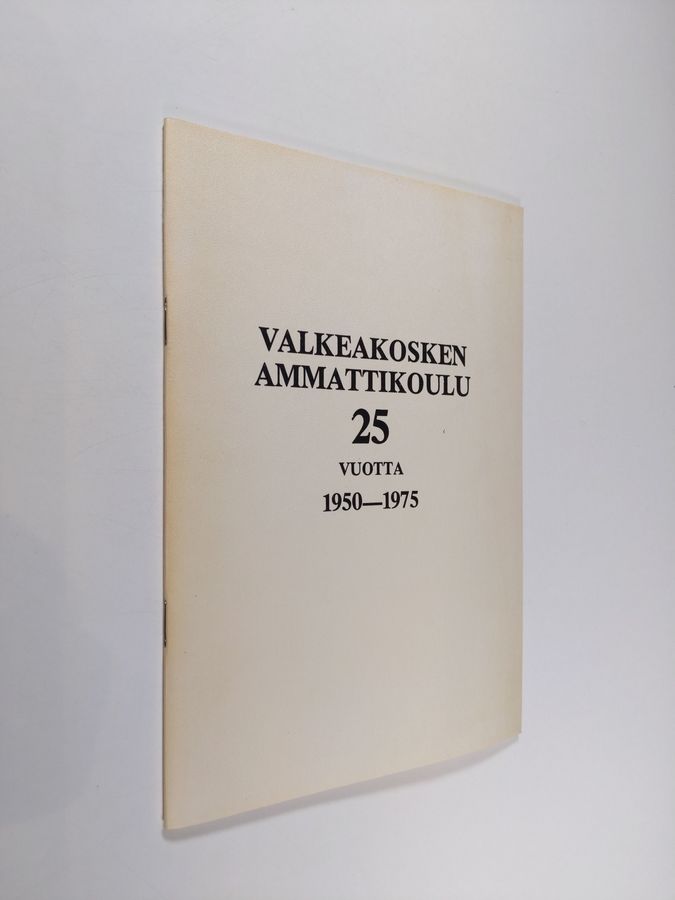 VALKEAKOSKEN
AMMATTIKOULU
25
VUOTTA
1950—1975